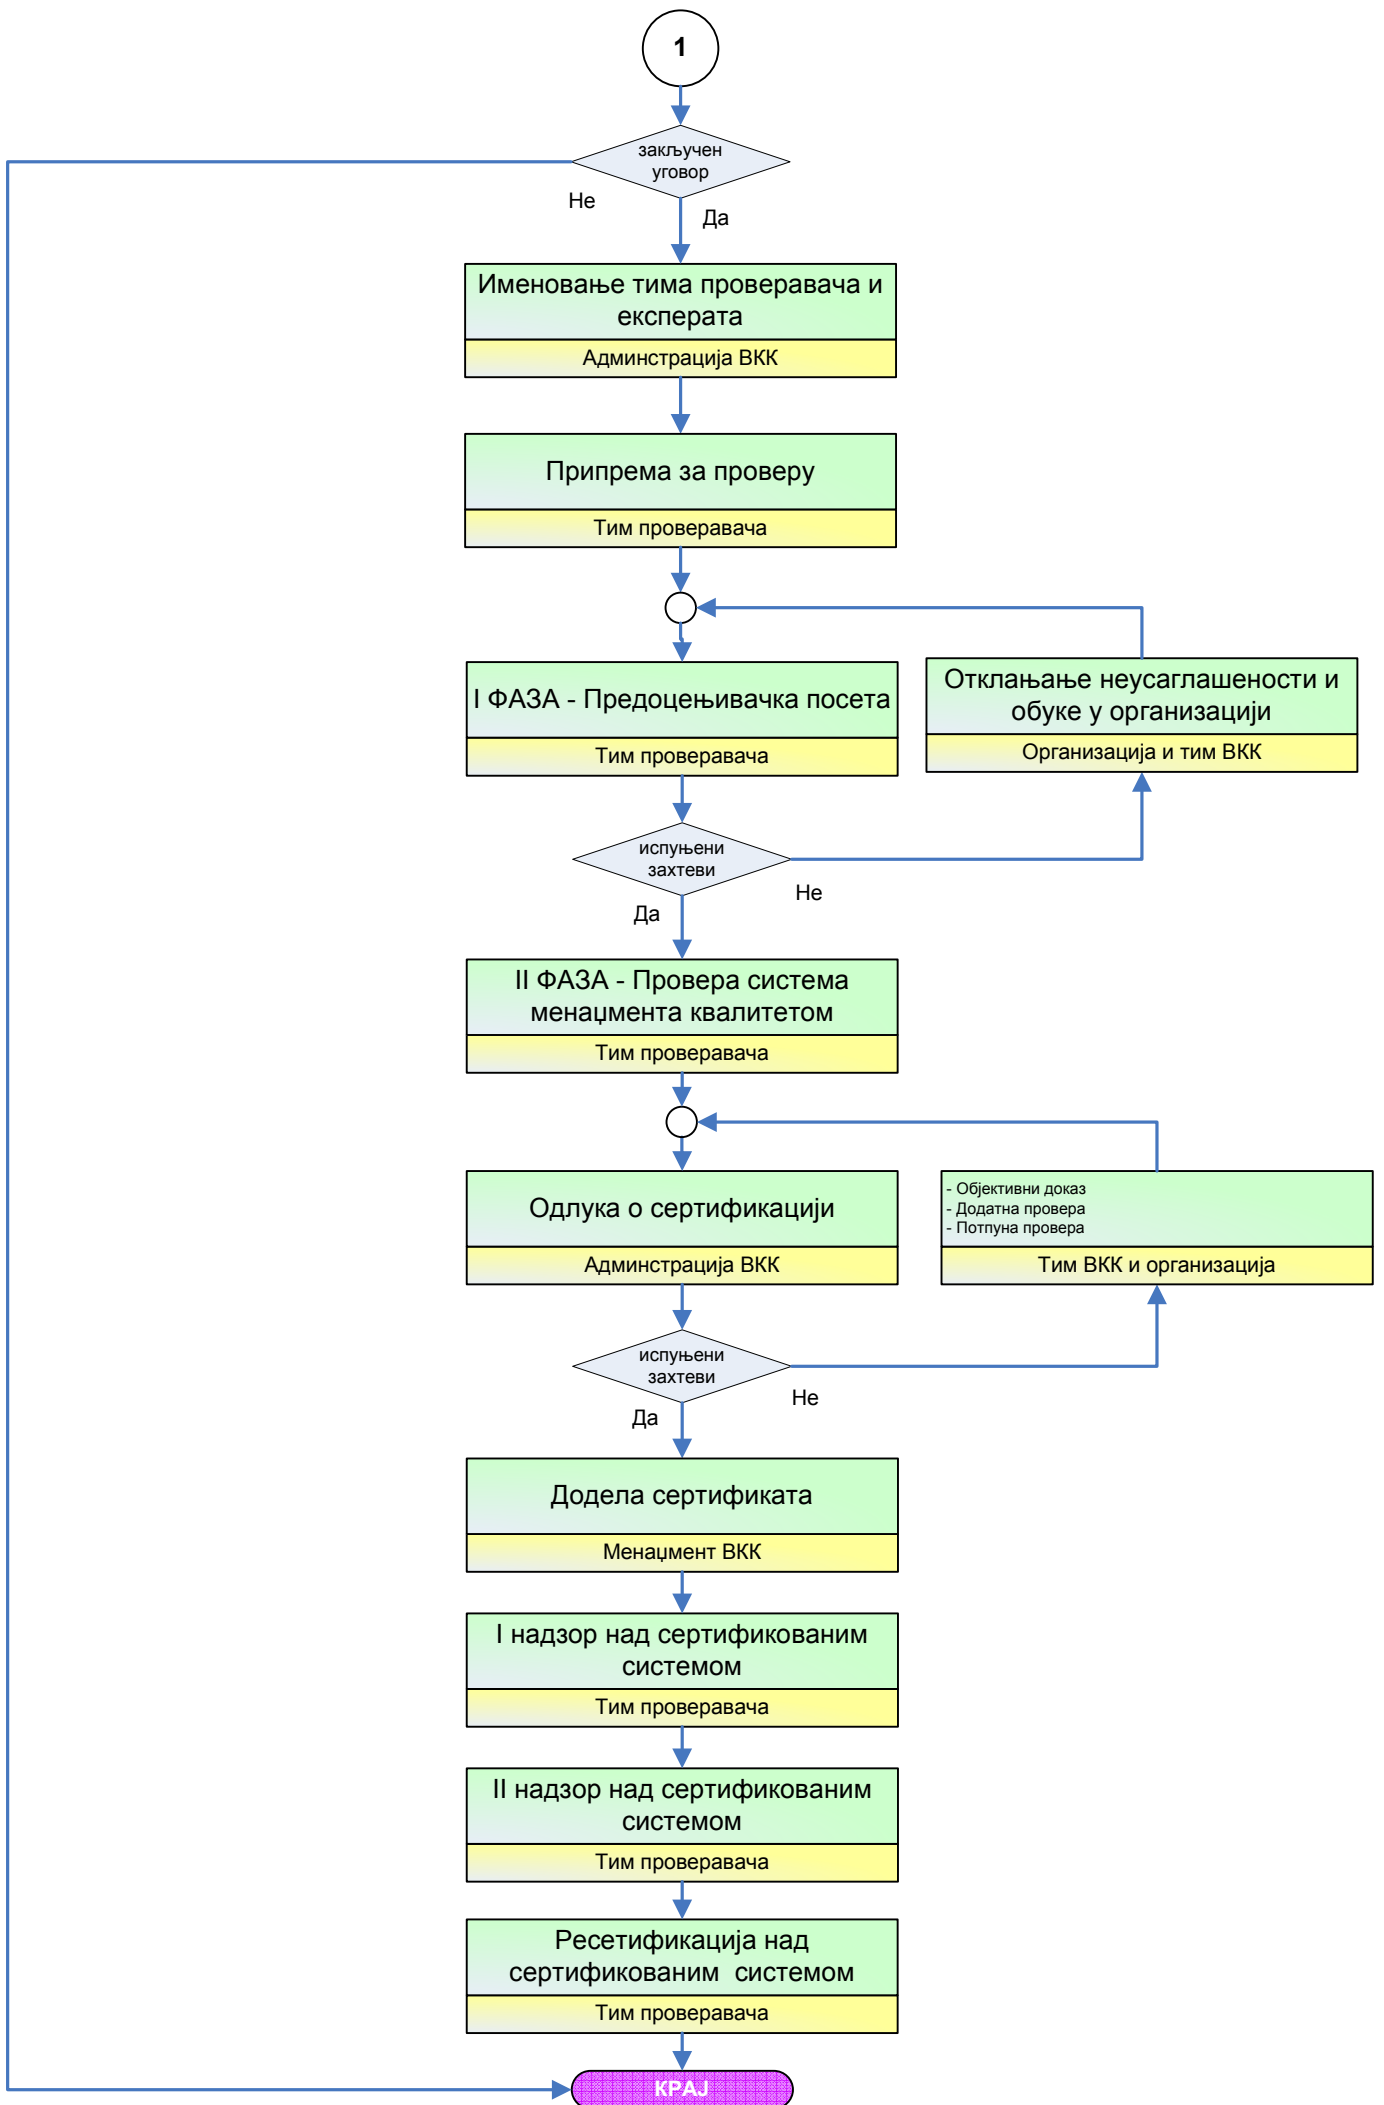 1
закључен
уговор
Не
Да
Именовање тима проверавача и
експерата
Админстрација ВКК
Припрема за проверу
Тим проверавача
I ФАЗА - Предоцењивачка посета
Тим проверавача
Отклањање неусаглашености и
обуке у организацији
Организација и тим ВКК
испуњени
захтеви
Не
Да
II ФАЗА - Провера система
менаџмента квалитетом
Тим проверавача
Одлука о сертификацији
Админстрација ВКК
- Објективни доказ
- Додатна провера
- Потпуна провера
Тим ВКК и организација
испуњени
захтеви
Не
Да
Додела сертификата
Менаџмент ВКК
I надзор над сертификованим
системом
Тим проверавача
II надзор над сертификованим
системом
Тим проверавача
Ресетификација над
сертификованим  системом
Тим проверавача
КРАЈ